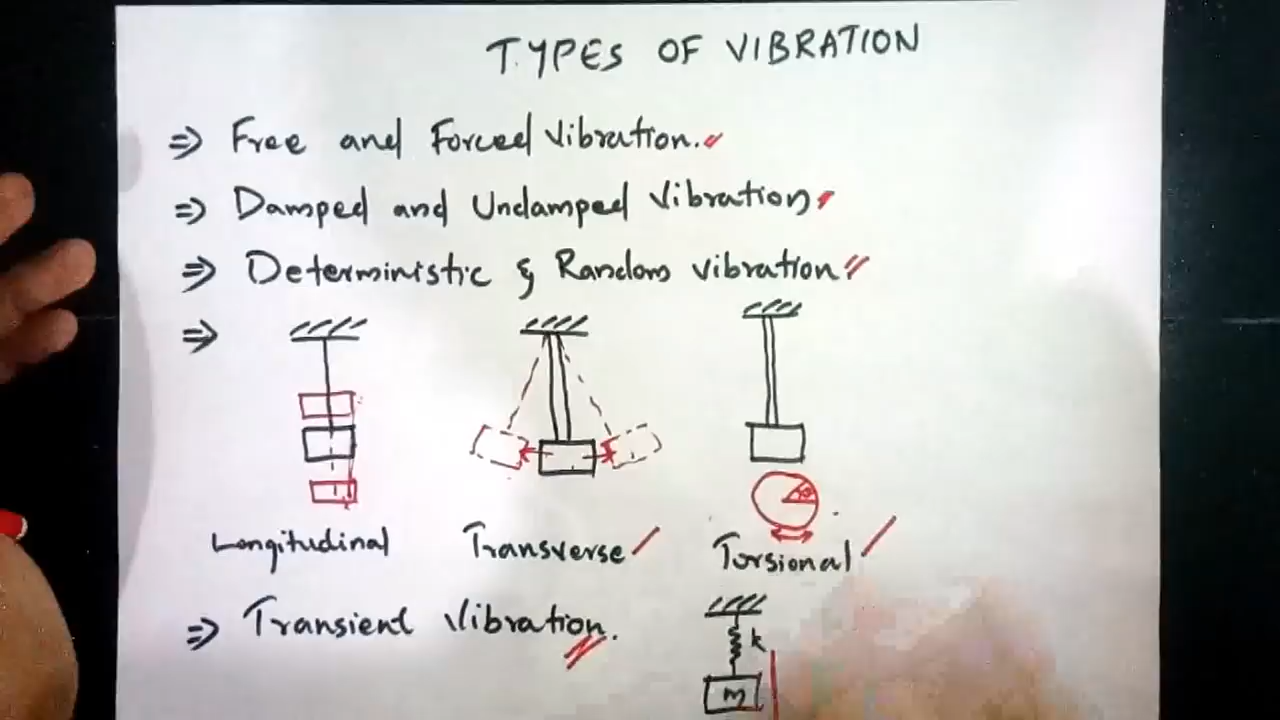 TYPES OF VIBRATION
⇒ Free and Forced Vibration.
⇒ Damped and Undamped Vibration
⇒ Deterministic & Random vibration
⇒
Longitudinal Transverse Torsional
⇒ Transient Vibration.
k
m